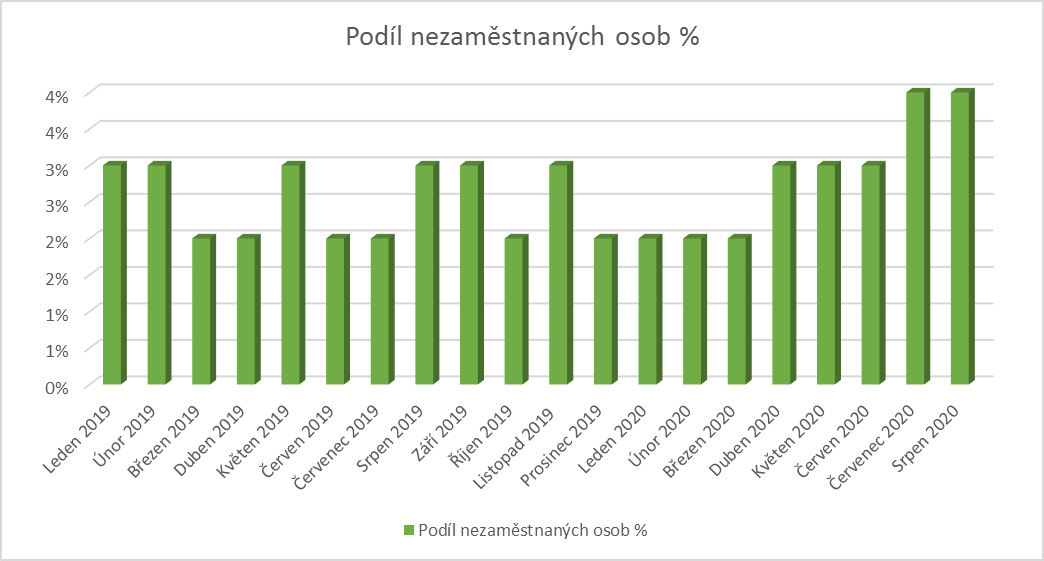 Podíl nezaměstnaných osob %
4%
4%
3%
3%
2%
2%
1%
1%
0%
Leden 2019
Únor 2019
Březen 2019
Duben 2019
Květen 2019
Červen 2019
Červenec 2019
Srpen 2019
Září 2019
Říjen 2019
Listopad 2019
Prosinec 2019
Leden 2020
Únor 2020
Březen 2020
Duben 2020
Květen 2020
Červen 2020
Červenec 2020
Srpen 2020
Podíl nezaměstnaných osob %